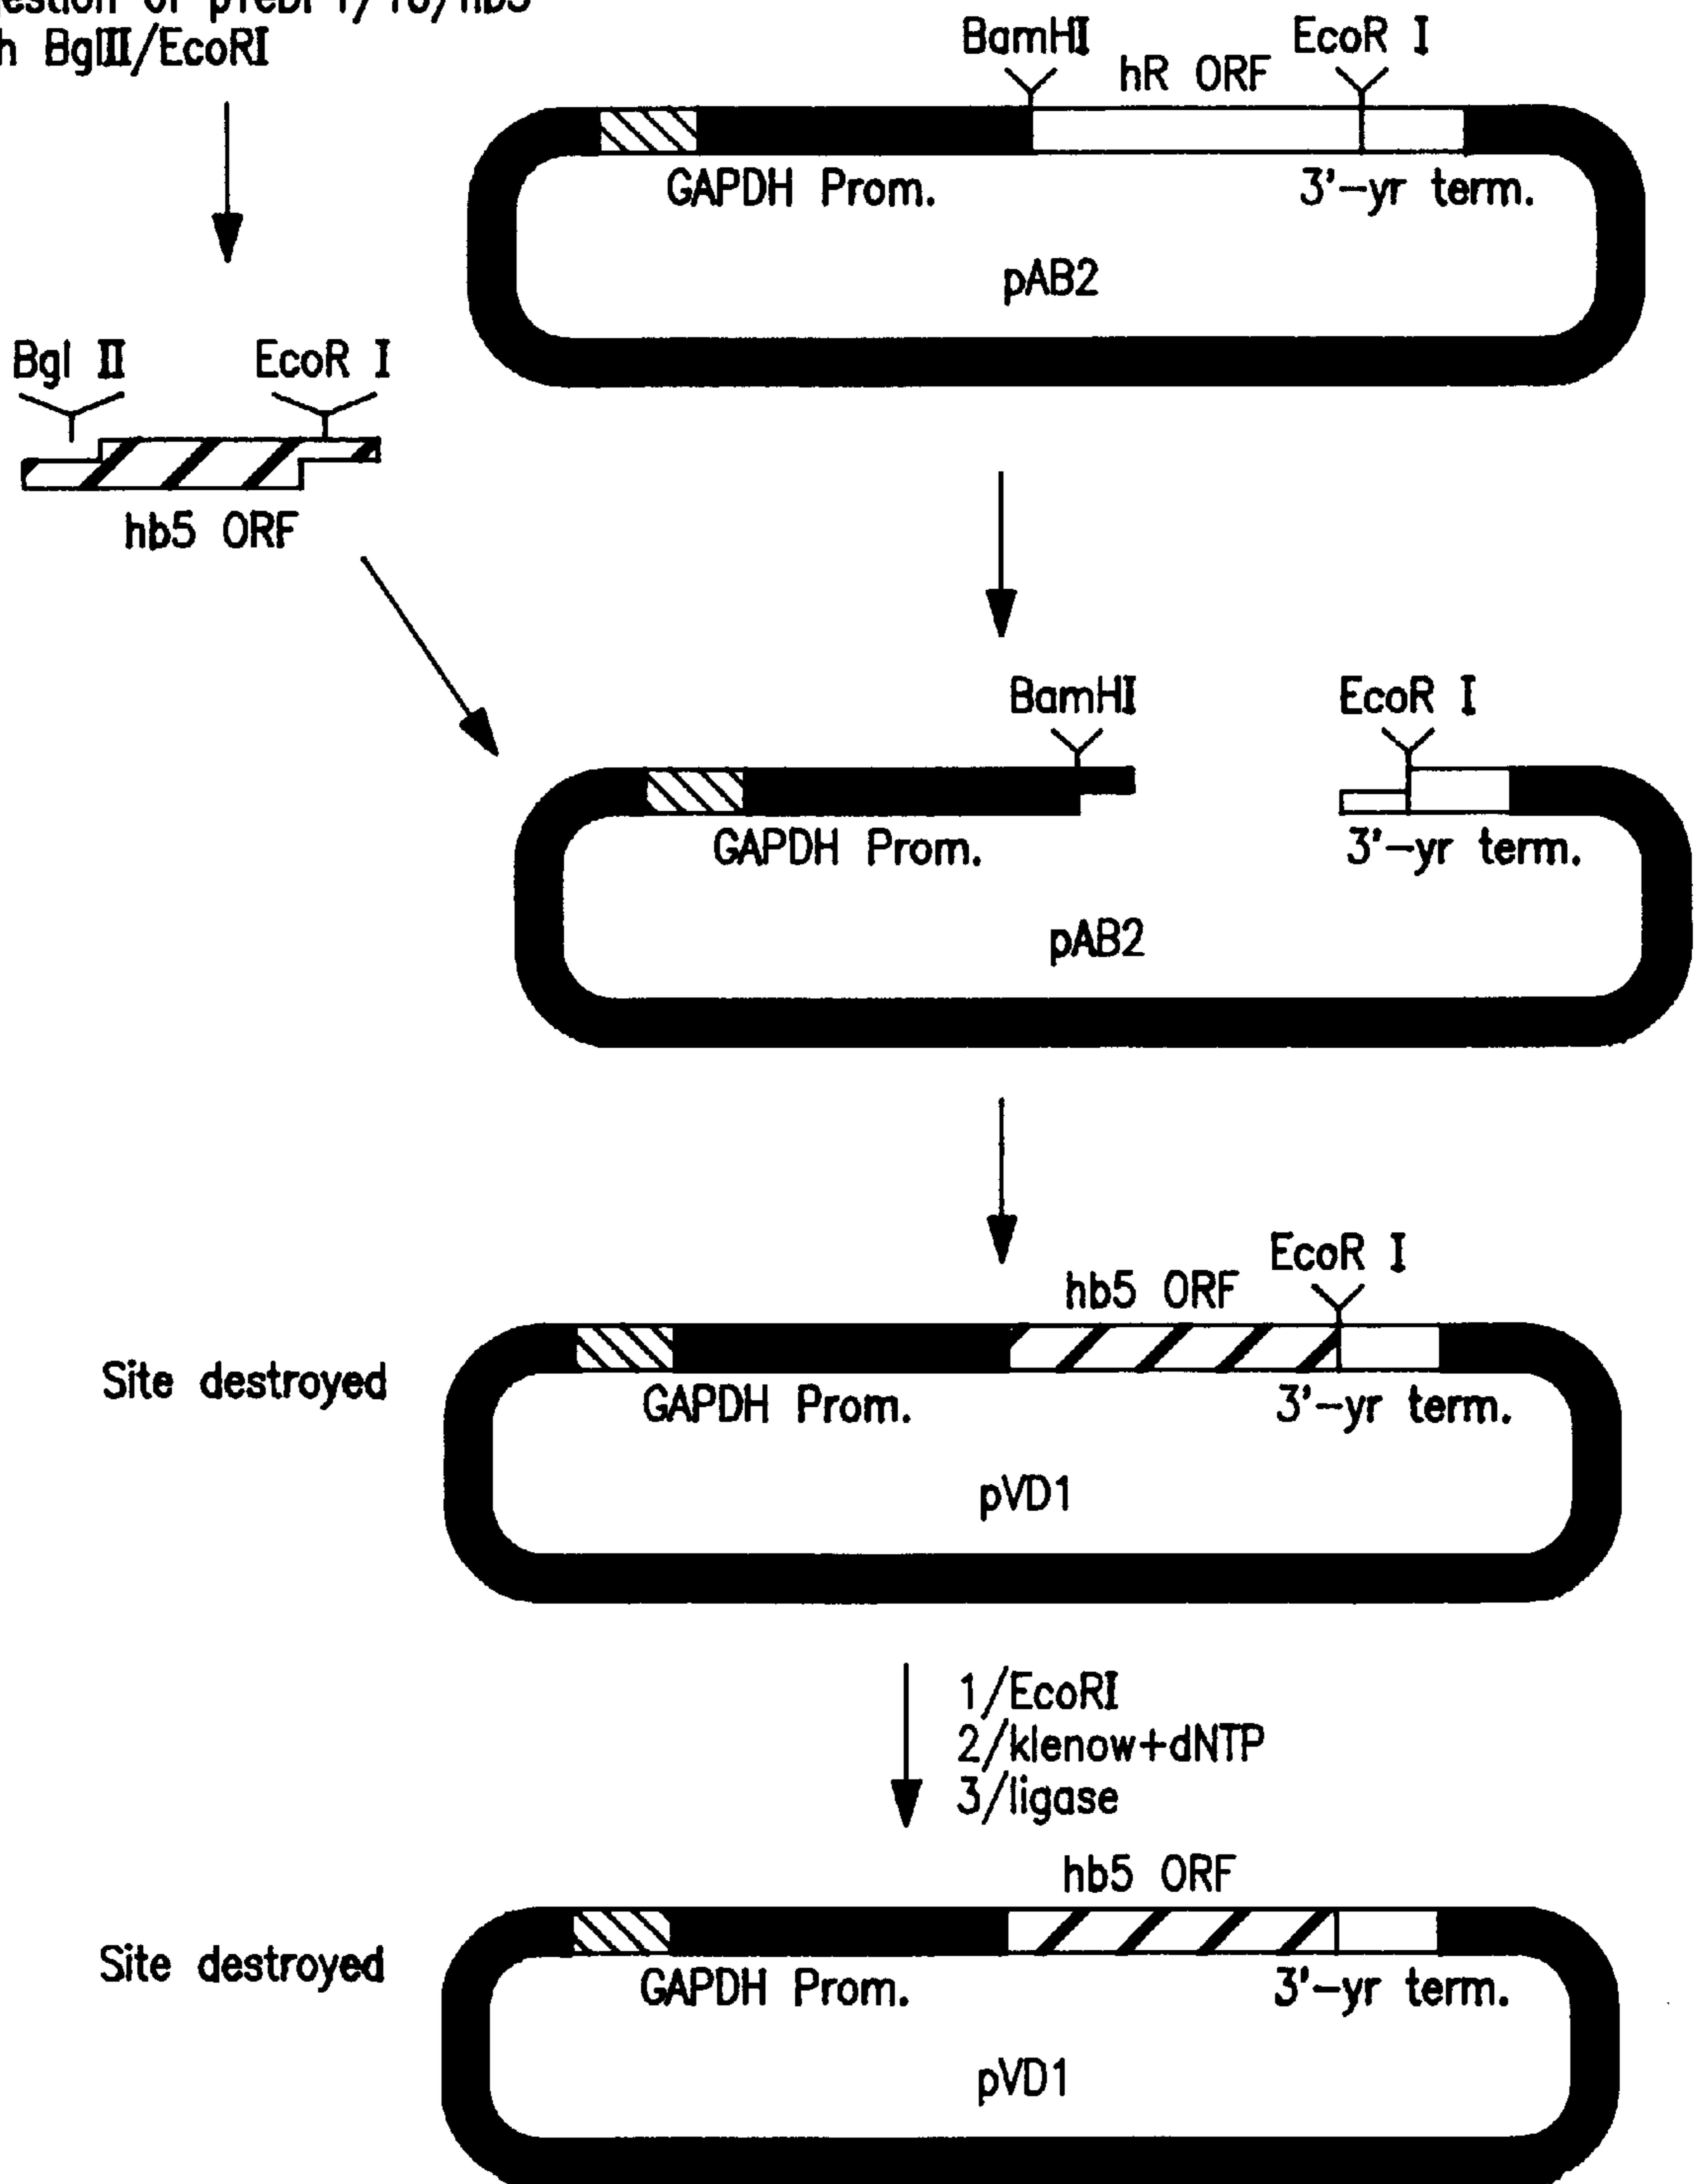 BglIII/EcoRI
BamHI
EcoR I
hR ORF
GAPDH Prom.
3'-yr term.
pAB2
Bgl II
EcoR I
hb5 ORF
BamHI
EcoR I
GAPDH Prom.
3'-yr term.
pAB2
hb5 ORF
EcoR I
Site destroyed
GAPDH Prom.
3'-yr term.
pVD1
1/EcoRI
2/klenow+dNTP
3/ligase
hb5 ORF
Site destroyed
GAPDH Prom.
3'-yr term.
pVD1